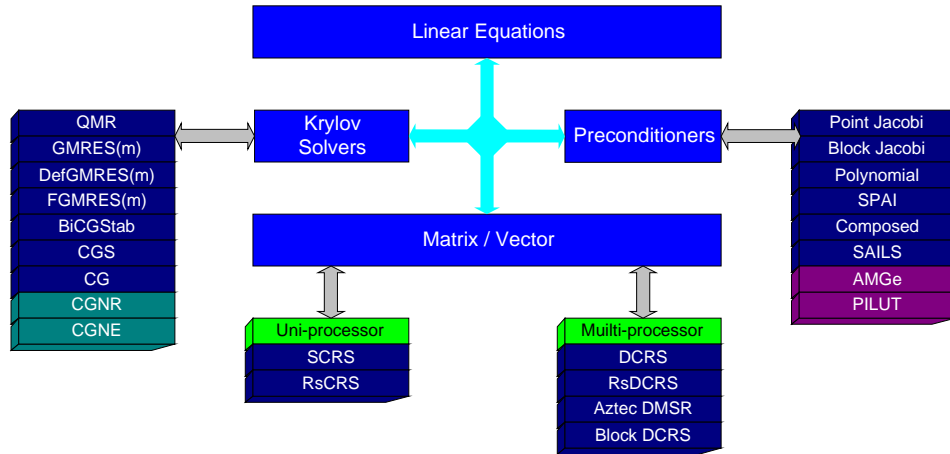 Linear Equations
QMR
GMRES(m)
DefGMRES(m)
FGMRES(m)
BiCGStab
CGS
CG
CGNR
CGNE
Krylov
Solvers
Preconditioners
Point Jacobi
Block Jacobi
Polynomial
SPAI
Composed
SAILS
AMGe
PILUT
Matrix / Vector
Uni-processor
SCRS
RsCRS
Muilti-processor
DCRS
RsDCRS
Aztec DMSR
Block DCRS